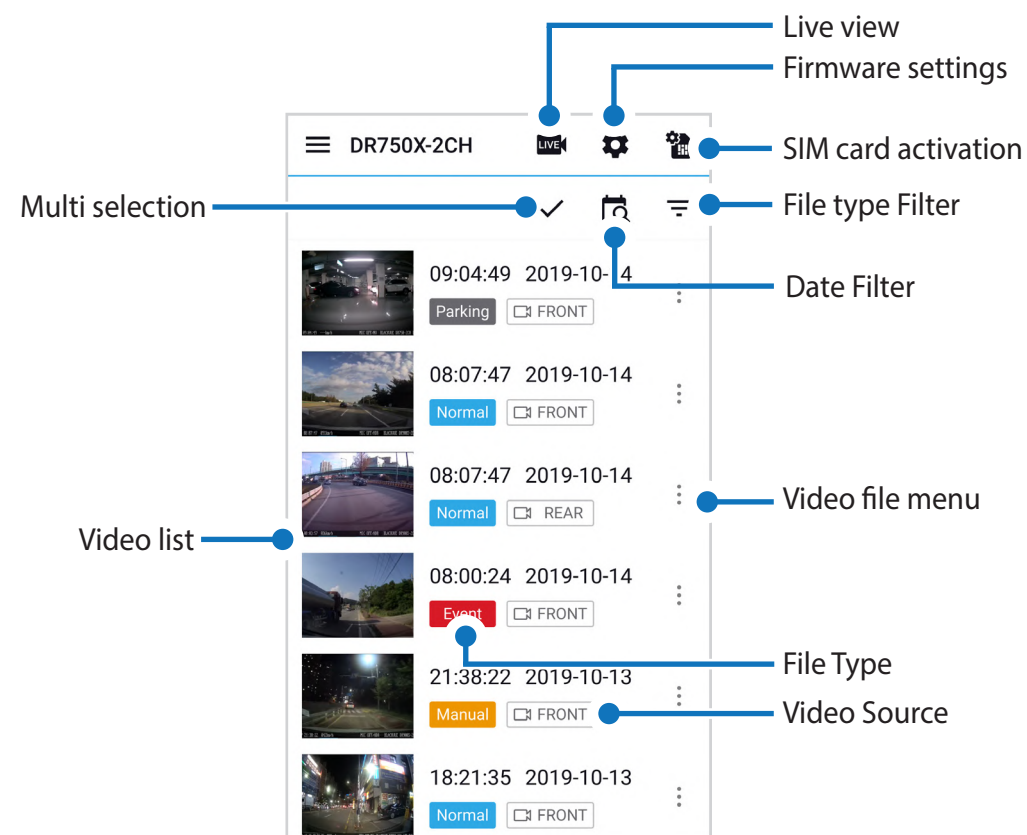 Live view
Firmware settings
DR750X-2CH
LIVE
SIM card activation
Multi selection
File type Filter
Date Filter
09:04:49 2019-10-14
Parking FRONT
08:07:47 2019-10-14
Normal FRONT
08:07:47 2019-10-14
Normal REAR
Video file menu
Video list
08:00:24 2019-10-14
Event FRONT
File Type
21:38:22 2019-10-13
Manual FRONT
Video Source
18:21:35 2019-10-13
Normal FRONT